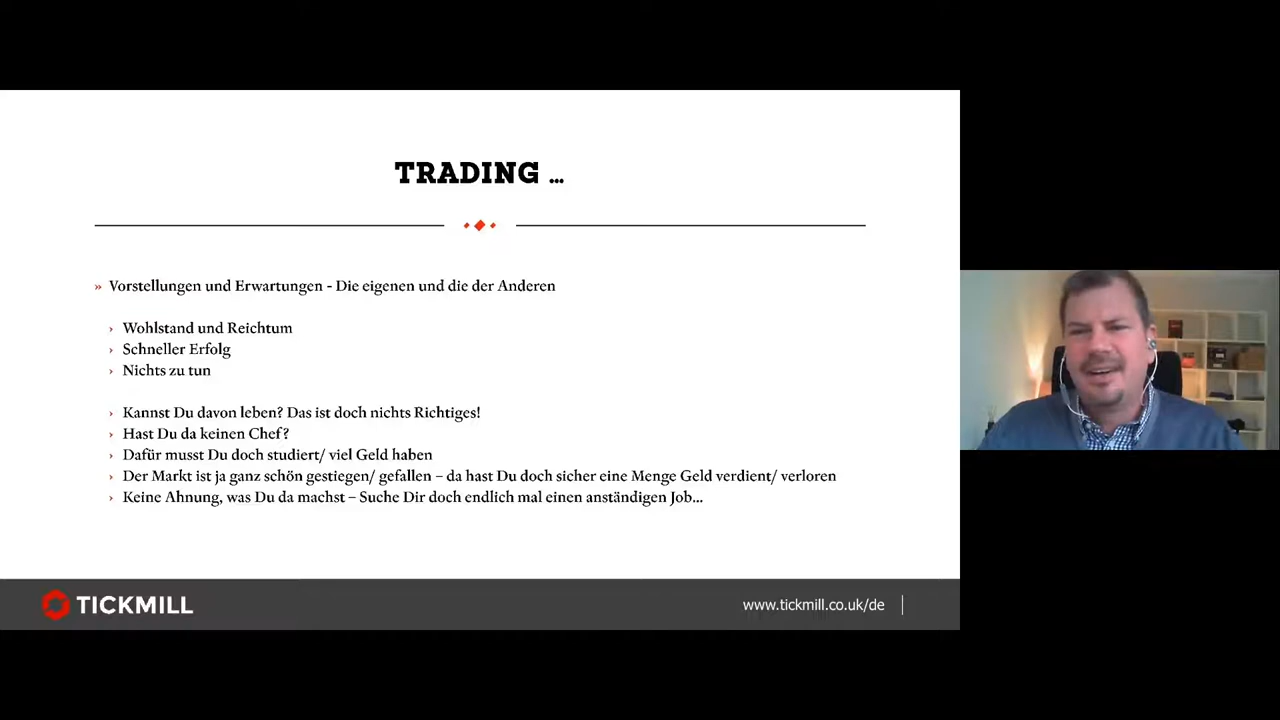 TRADING ...
» Vorstellungen und Erwartungen - Die eigenen und die der Anderen
› Wohlstand und Reichtum
› Schneller Erfolg
› Nichts zu tun
› Kannst Du davon leben? Das ist doch nichts Richtiges!
› Hast Du da keinen Chef?
› Dafür musst Du doch studiert/ viel Geld haben
› Der Markt ist ja ganz schön gestiegen/ gefallen – da hast Du doch sicher eine Menge Geld verdient/ verloren
› Keine Ahnung, was Du da machst – Suche Dir doch endlich mal einen anständigen Job...
TICKMILL
www.tickmill.co.uk/de